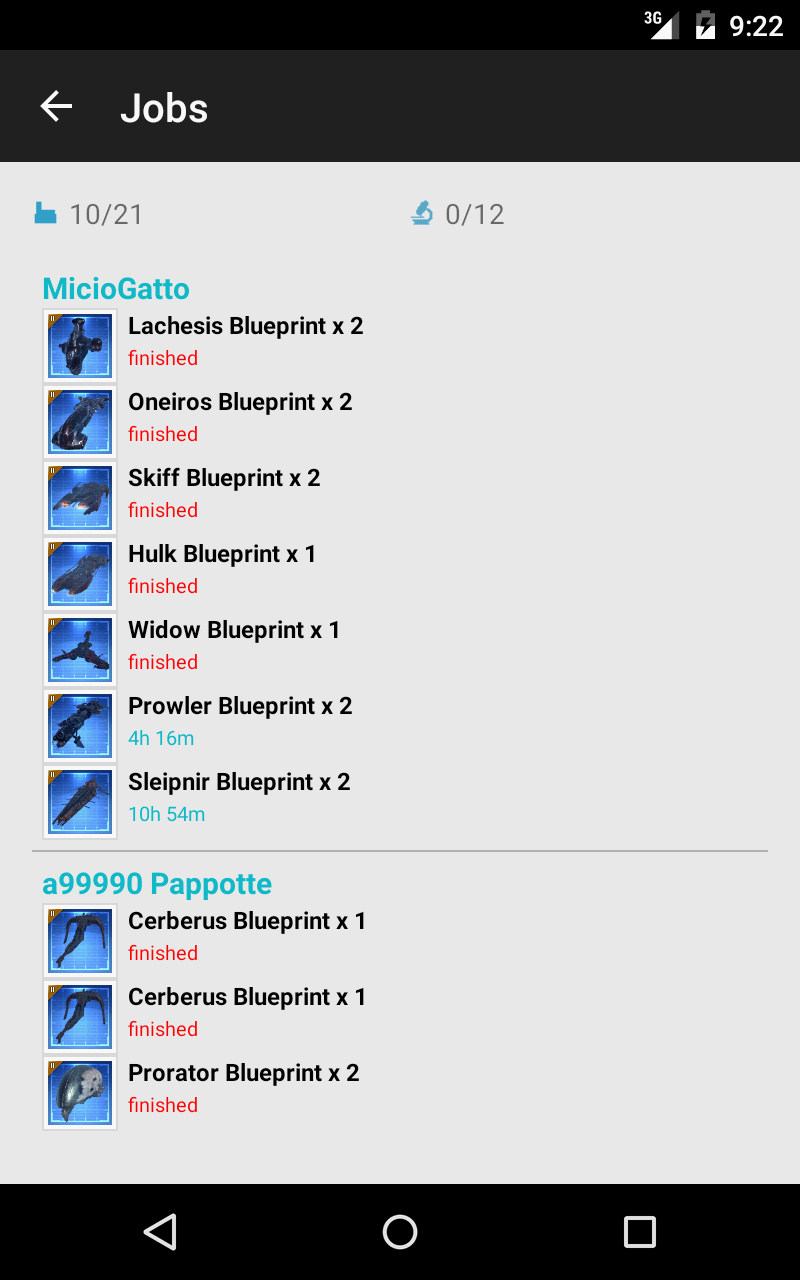 3G 9:22
Jobs
10/21 0/12
MicioGatto
Lachesis Blueprint x 2
finished
Oneiros Blueprint x 2
finished
Skiff Blueprint x 2
finished
Hulk Blueprint x 1
finished
Widow Blueprint x 1
finished
Prowler Blueprint x 2
4h 16m
Sleipnir Blueprint x 2
10h 54m
a99990 Pappotte
Cerberus Blueprint x 1
finished
Cerberus Blueprint x 1
finished
Prorator Blueprint x 2
finished